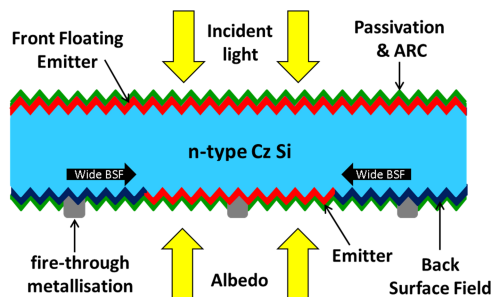 Front Floating
Emitter
Incident
light
Passivation
& ARC
n-type Cz Si
Wide BSF
Wide BSF
fire-through
metallisation
Albedo
Emitter
Back
Surface Field